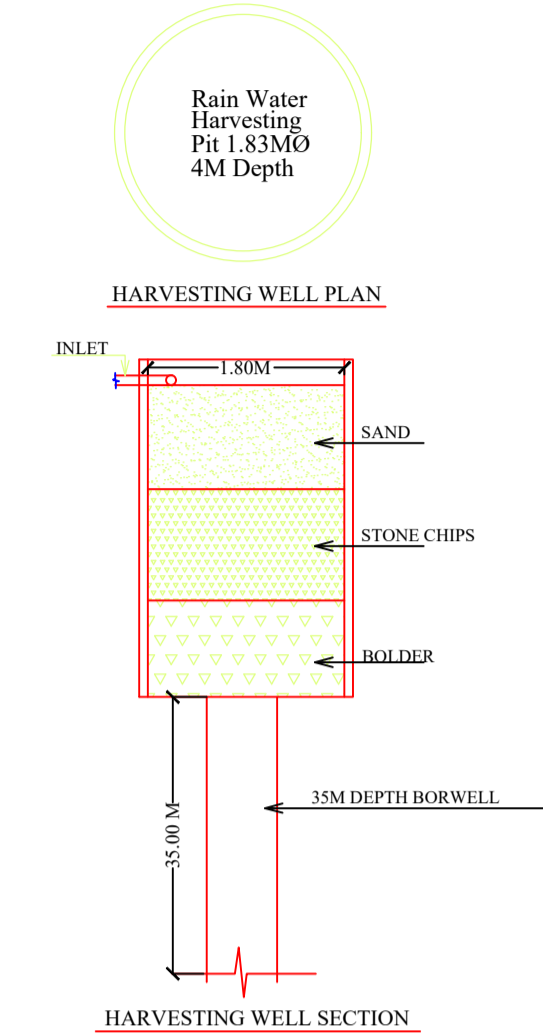 Rain Water
Harvesting
Pit 1.83MØ
4M Depth
HARVESTING WELL PLAN
INLET
1.80M
SAND
STONE CHIPS
BOLDER
35M DEPTH BORWELL
35.00 M
HARVESTING WELL SECTION